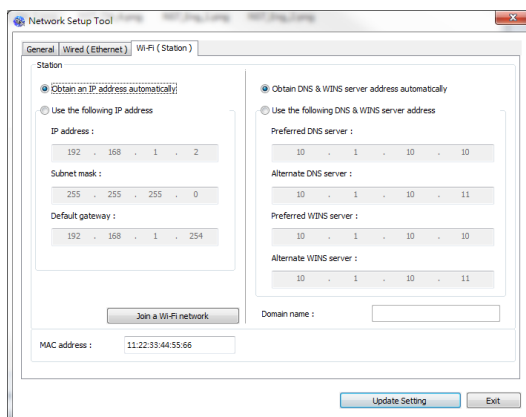 Network Setup Tool
General Wired ( Ethernet ) Wi-Fi ( Station )
Station
Obtain an IP address automatically
Use the following IP address
IP address :
192 . 168 . 1 . 2
Subnet mask :
255 . 255 . 255 . 0
Default gateway :
192 . 168 . 1 . 254
Join a Wi-Fi network
Obtain DNS & WINS server address automatically
Use the following DNS & WINS server address
Preferred DNS server :
10 . 1 . 10 . 10
Alternate DNS server :
10 . 1 . 10 . 11
Preferred WINS server :
10 . 1 . 10 . 10
Alternate WINS server :
10 . 1 . 10 . 11
Domain name :
MAC address : 11:22:33:44:55:66
Update Setting Exit